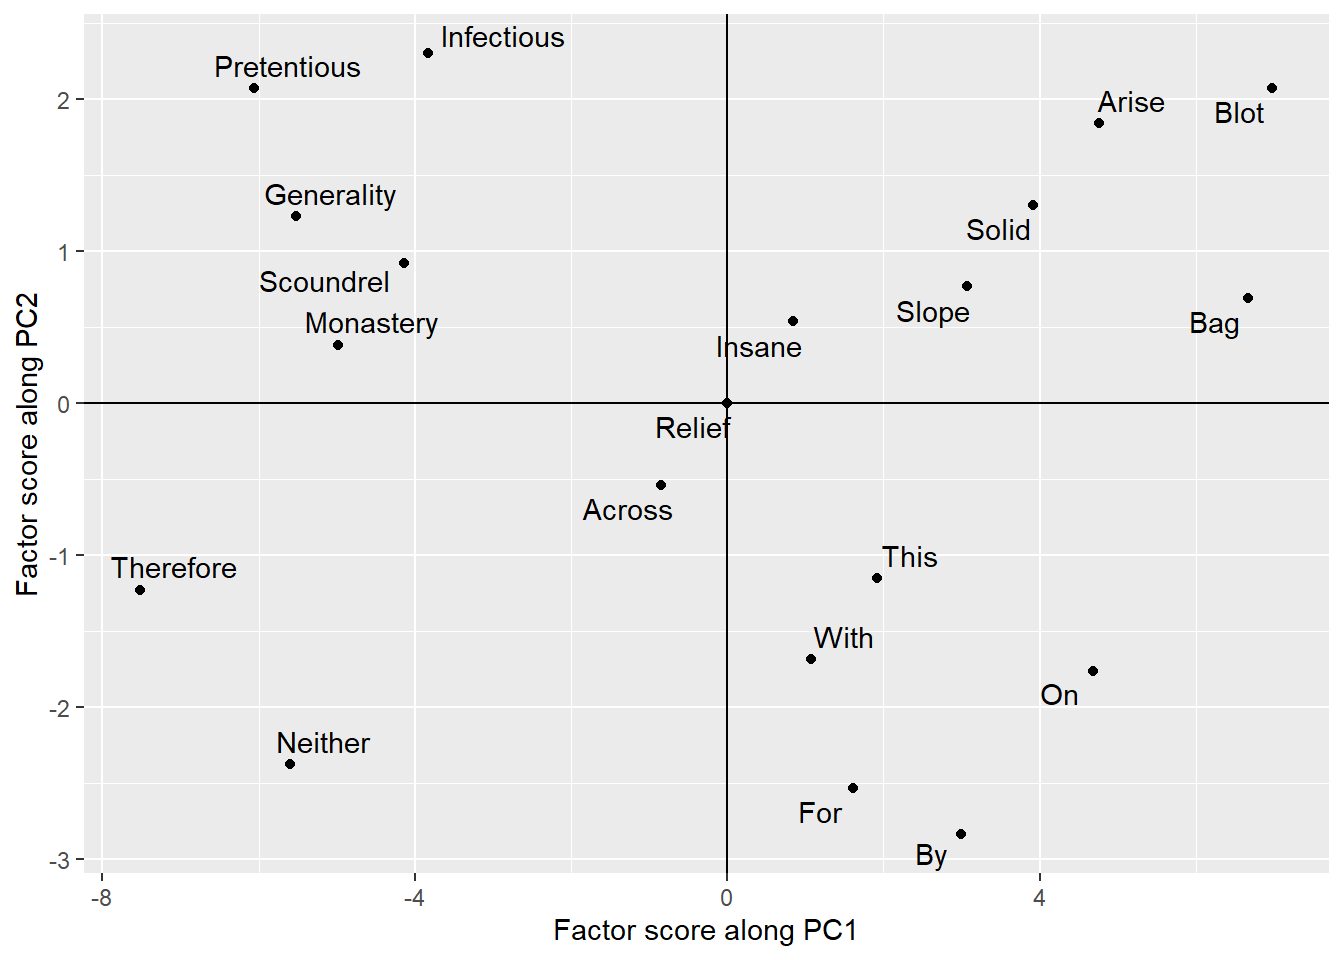 Infectious
Pretentious
Arise
Blot
2
Generality
Solid
1
Scoundrel
Slope
Monastery
Bag
Insane
0
Relief
Across
This
-1
Therefore
With
On
-2
Neither
For
By
-3
-8 -4 0 4
Factor score along PC1
Factor score along PC2